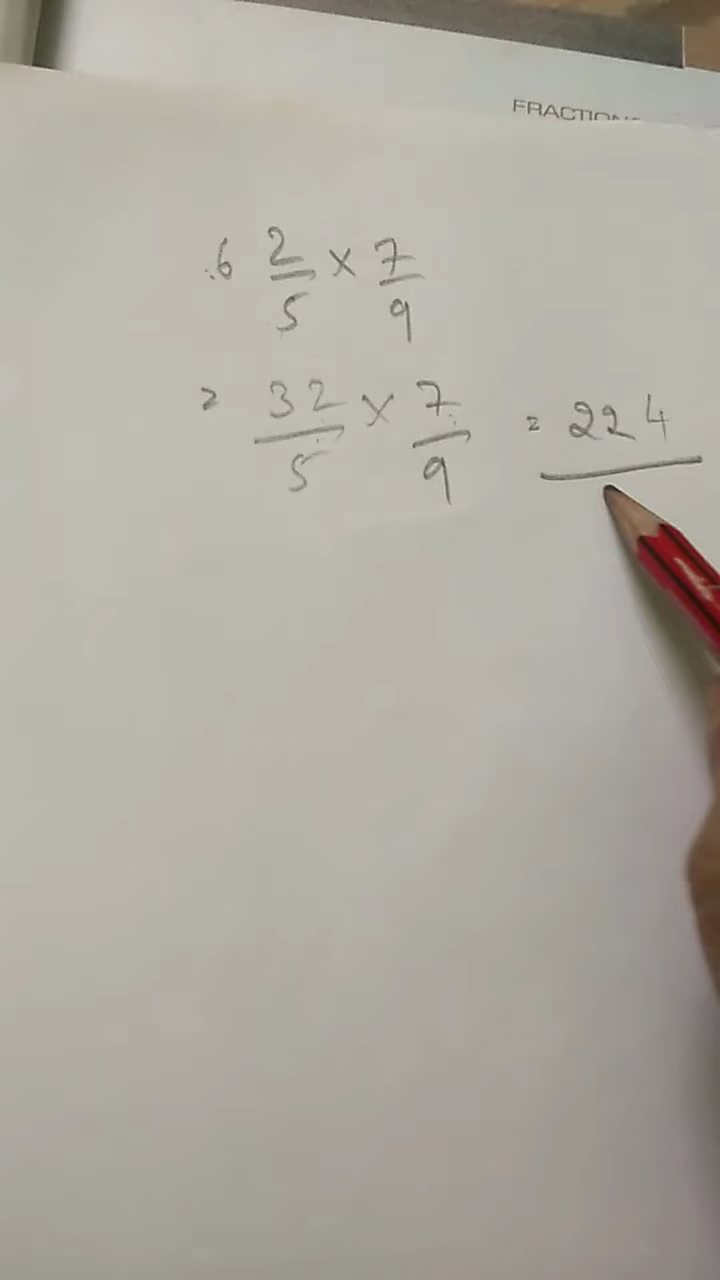 FRACTION
6 2/5 × 7/9
= 32/5 × 7/9 = 224